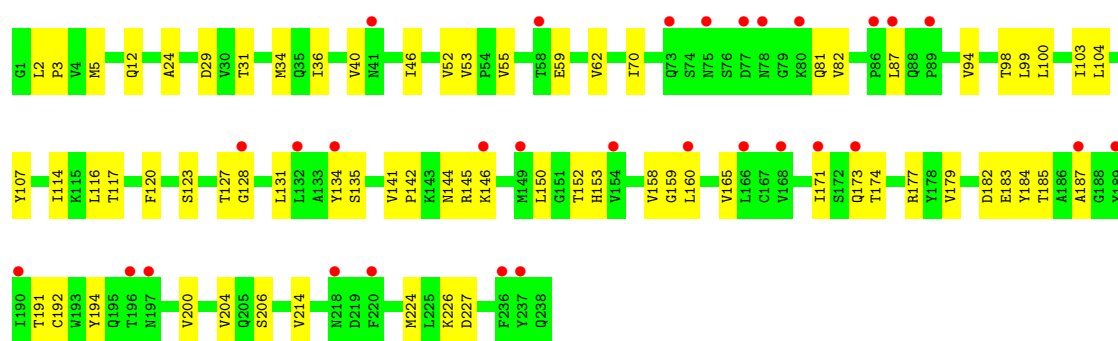 G1 L2 P3 V4 M5 Q12 A24 D29 V30 T31 M34 Q35 I36 V40 N41 I46 V52 V53 P54 V55 T58 E59 V62 I70 Q73 S74 N75 S76 D77 N78 G79 K80 Q81 V82 P86 L87 Q88 P89 V94 T98 L99 L100 I103 L104
Y107 I114 K115 L116 T117 F120 S123 T127 G128 L131 L132 A133 Y134 S135 V141 P142 K143 N144 R145 K146 M149 L150 G151 T152 H153 V154 V158 G159 L160 V165 L166 C167 V168 I171 S172 Q173 T174 R177 Y178 V179 D182 E183 Y184 T185 A186 A187 G188
I190 T191 C192 W193 Y194 Q195 T196 N197 V200 V204 Q205 S206 V214 N218 D219 F220 M224 L225 K226 D227 F236 Y237 Q238